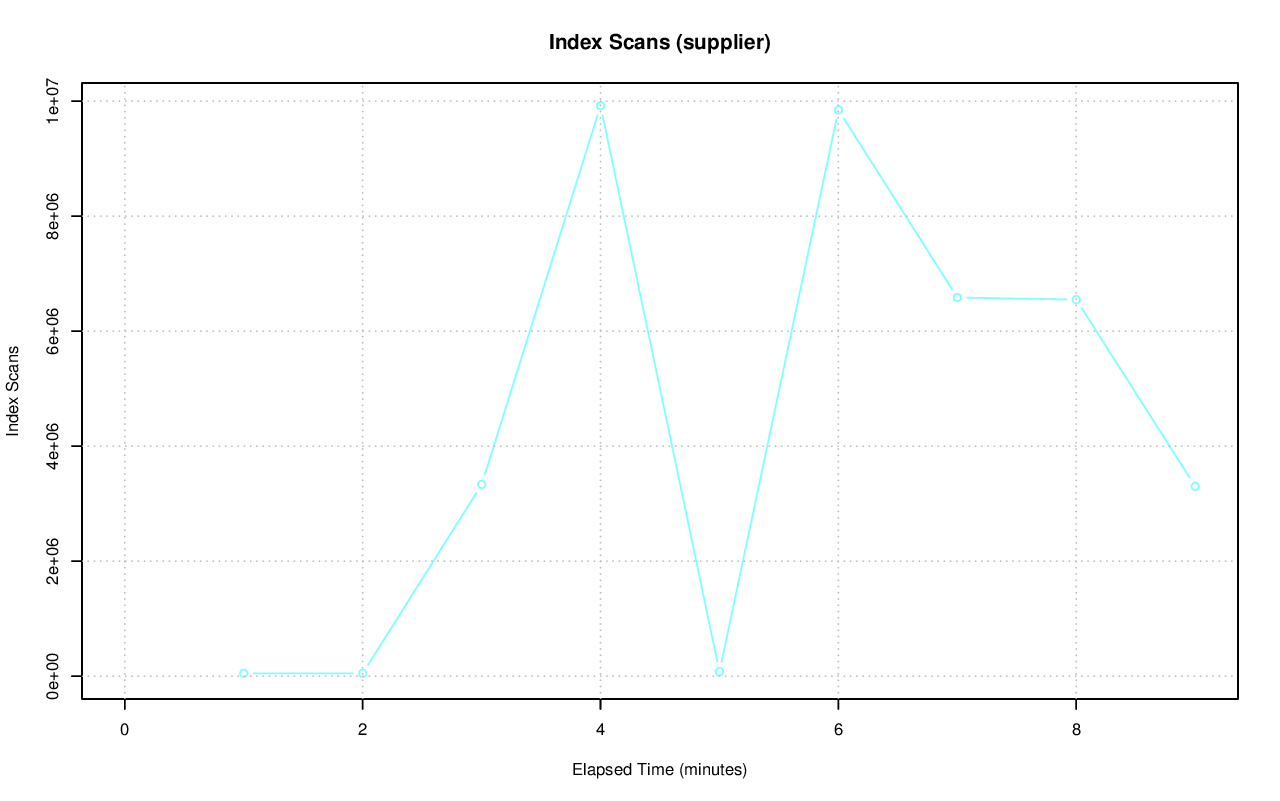 Index Scans (supplier)
Index Scans
1e+07
8e+06
6e+06
4e+06
2e+06
0e+00
0 2 4 6 8
Elapsed Time (minutes)